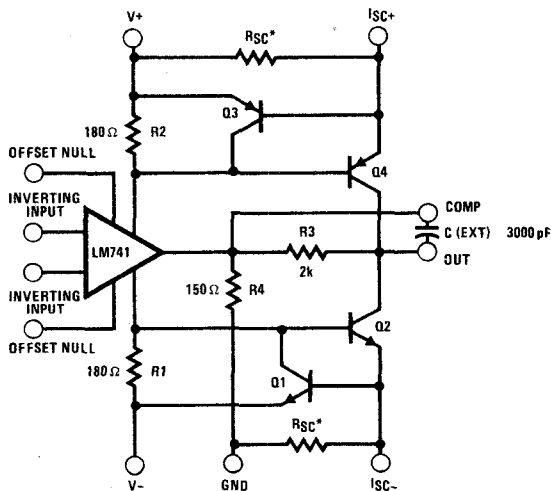 V+
RSC*
ISC+
Q3
180Ω R2
OFFSET NULL
Q4
INVERTING
INPUT
COMP
R3
C (EXT) 3000 pF
LM741
2k
OUT
150Ω R4
INVERTING
INPUT
Q2
OFFSET NULL
180Ω R1
Q1
RSC*
V−
GND
ISC~